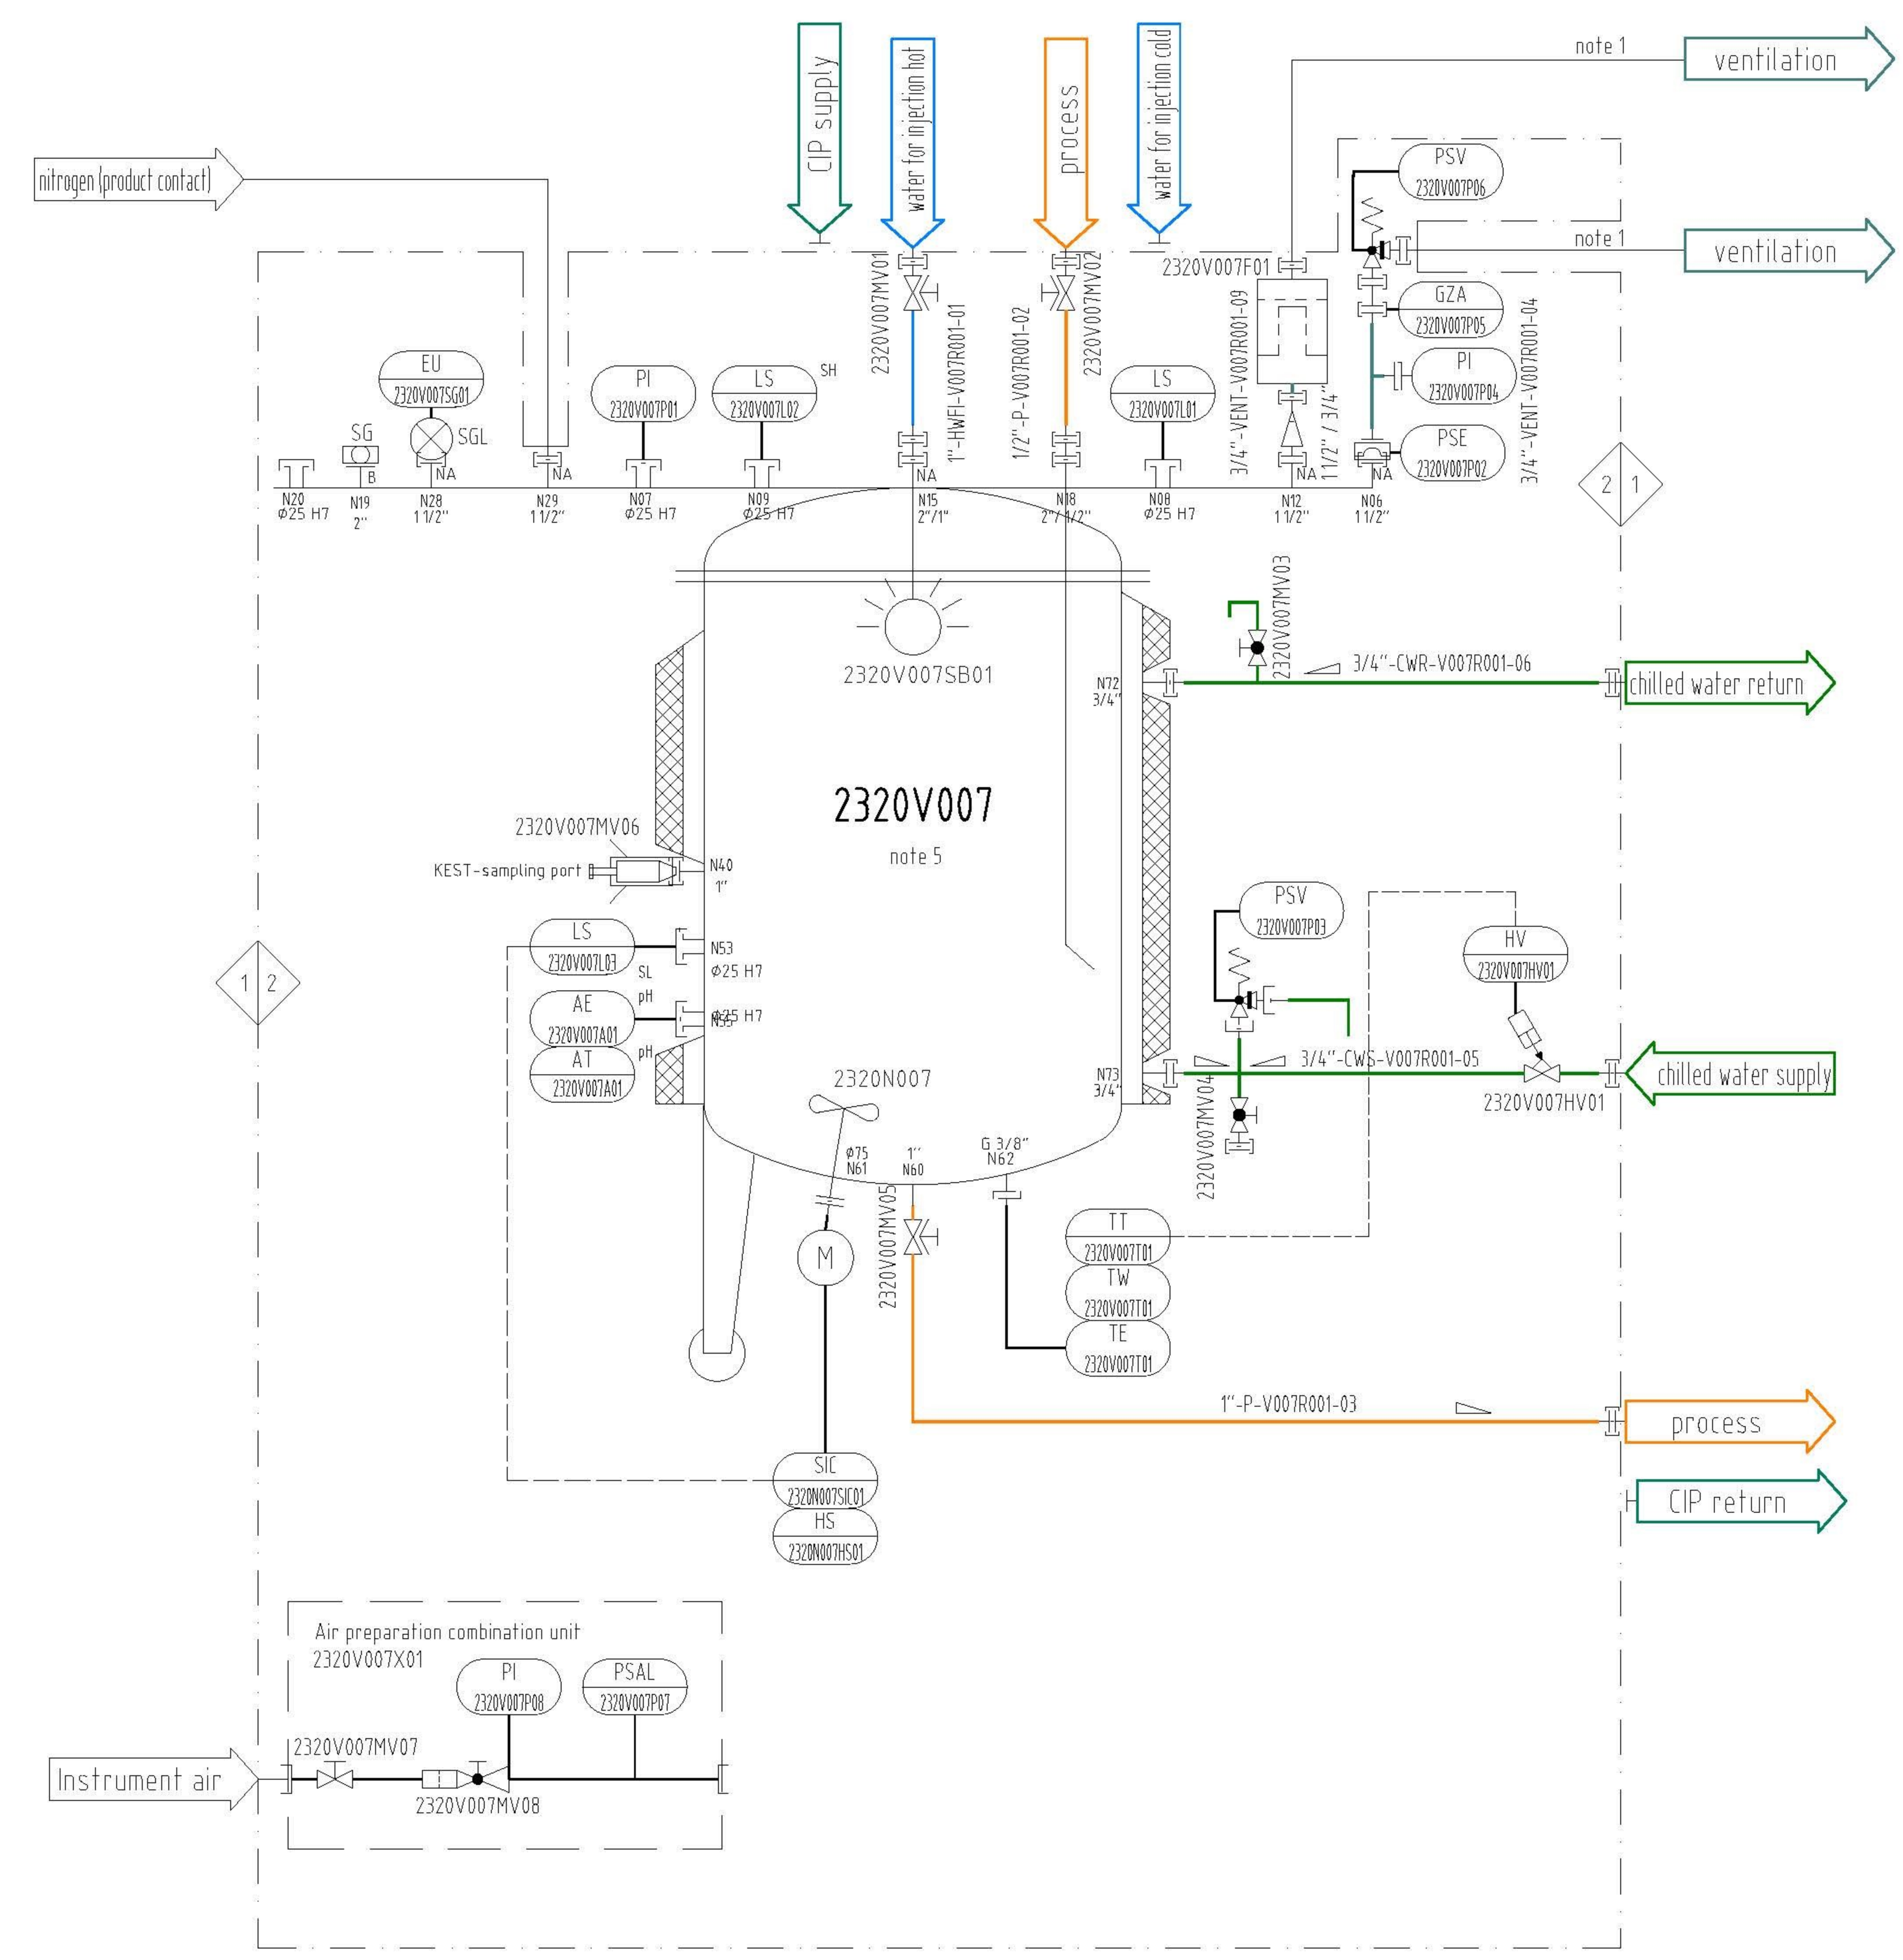 CIP supply
water for injection hot
process
water for injection cold
note 1
ventilation
nitrogen (product contact)
PSV
2320V007P06
note 1
ventilation
2320V007MV01
2320V007MV02
2320V007F01
GZA
2320V007P05
1"-HWFI-V007R001-01
1/2"-P-V007R001-02
3/4"-VENT-V007R001-09
3/4"-VENT-V007R001-04
EU
2320V007SG01
PI
2320V007P01
LS
2320V007L02
SH
LS
2320V007L01
PI
2320V007P04
1 1/2" / 3/4"
SG
SGL
PSE
2320V007P02
B
NA
NA
NA
NA
NA
N20
Φ25 H7
N19
2"
N28
1 1/2"
N29
1 1/2"
N07
Φ25 H7
N09
Φ25 H7
N15
2"/1"
N18
2"/ 1/2"
N08
Φ25 H7
N12
1 1/2"
N06
1 1/2"
2 1
2320V007MV03
2320V007SB01
N72
3/4"
3/4"-CWR-V007R001-06
chilled water return
2320V007
note 5
2320V007MV06
KEST-sampling port
N40
1"
LS
2320V007L03
SL
N53
Φ25 H7
PSV
2320V007P03
HV
2320V007HV01
1 2
AE
2320V007A01
pH
Φ25 H7
AT
2320V007A01
pH
2320N007
N73
3/4"
3/4"-CWS-V007R001-05
chilled water supply
2320V007HV01
2320V007MV04
Φ75
N61
1"
N60
G 3/8"
N62
2320V007MV05
M
TT
2320V007T01
TW
2320V007T01
TE
2320V007T01
1"-P-V007R001-03
process
SIC
2320N007SIC01
HS
2320N007HS01
CIP return
Air preparation combination unit
2320V007X01
PI
2320V007P08
PSAL
2320V007P07
2320V007MV07
Instrument air
2320V007MV08